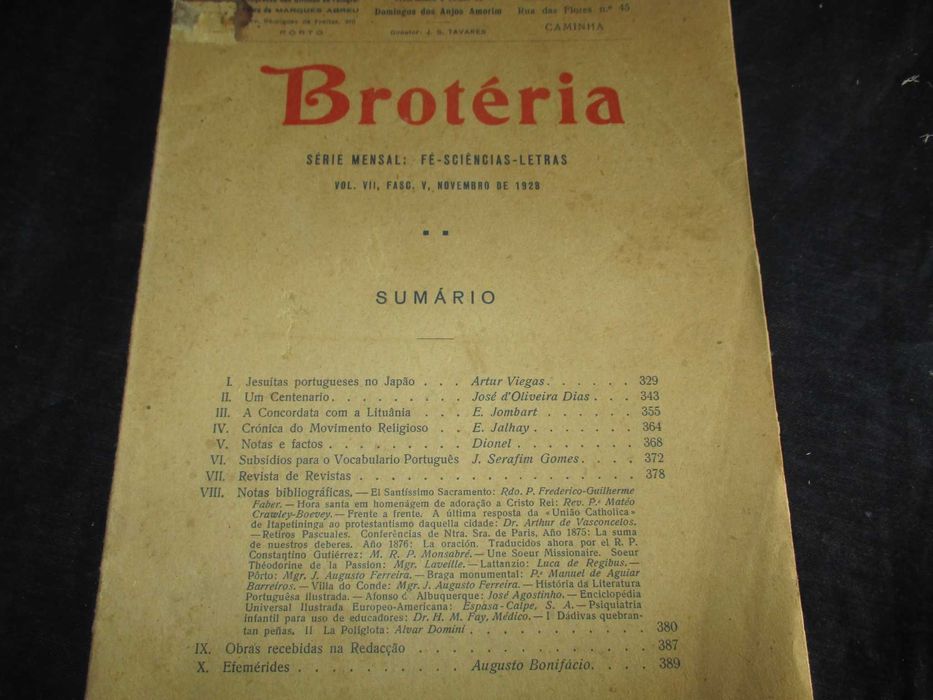 de MARQUES ABREU
PORTO
Domingos dos Anjos Amorim
Director: J. S. TAVARES
Rua das Flores n.º 45
CAMINHA
Brotéria
SÉRIE MENSAL: FÉ-SCIÊNCIAS-LETRAS
VOL. VII, FASC. V, NOVEMBRO DE 1928
SUMÁRIO
I. Jesuítas portugueses no Japão . . . Artur Viegas . . . . . . 329
II. Um Centenario . . . . . . . . . José d'Oliveira Dias . . . 343
III. A Concordata com a Lituânia . . . E. Jombart . . . . . . 355
IV. Crónica do Movimento Religioso . . E. Jalhay . . . . . . . 364
V. Notas e factos . . . . . . . . . Dionel . . . . . . . . 368
VI. Subsídios para o Vocabulario Português J. Serafim Gomes . . . . 372
VII. Revista de Revistas . . . . . . . . . . . . . . . . . . . 378
VIII. Notas bibliográficas. — El Santíssimo Sacramento: Rdo. P. Frederico-Guilherme
Faber. — Hora santa em homenágem de adoração a Cristo Rei: Rev. P.e Matéo
Crawley-Boevey. — Frente a frente. A última resposta da «União Catholica»
de Itapetininga ao protestantismo daquella cidade: Dr. Arthur de Vasconcelos.
— Retiros Pascuales. Conferências de Ntra. Sra. de Paris, Año 1875: La suma
de nuestros deberes. Año 1876: La oración. Traducidos ahora por el R. P.
Constantino Gutiérrez: M. R. P. Monsabré. — Une Soeur Missionaire. Soeur
Théodorine de la Passion: Mgr. Laveille. — Lattanzio: Luca de Regibus. —
Pôrto: Mgr. J. Augusto Ferreira. — Braga monumental: P.e Manuel de Aguiar
Barreiros. — Villa do Conde: Mgr. J. Augusto Ferreira. — História da Literatura
Portuguêsa ilustrada. — Afonso d' Albuquerque: José Agostinho. — Enciclopédia
Universal Ilustrada Europeo-Americana: Espasa-Calpe, S. A. — Psiquiatria
infantil para uso de educadores: Dr. H. M. Fay, Médico. — I Dádivas quebran-
tan peñas. II La Poliglota: Alvar Domini . . . . . . . . . . . 380
IX. Obras recebidas na Redacção . . . . . . . . . . . . . . . 387
X. Efemérides . . . . . . . . . . Augusto Bonifácio . . . . 389